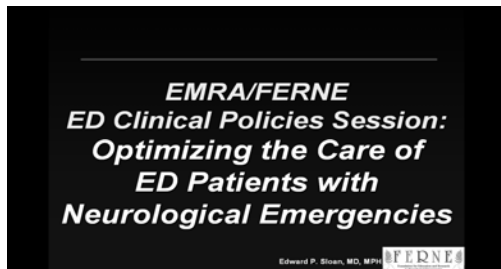 EMRA/FERNE
ED Clinical Policies Session:
Optimizing the Care of
ED Patients with
Neurological Emergencies
Edward P. Sloan, MD, MPH
FERNE